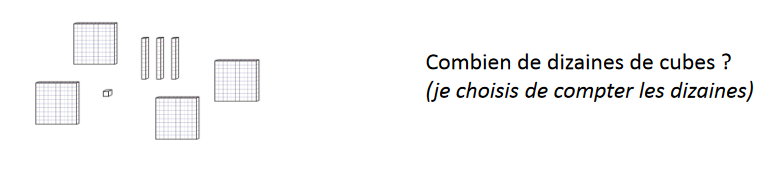 Combien de dizaines de cubes ?
(je choisis de compter les dizaines)